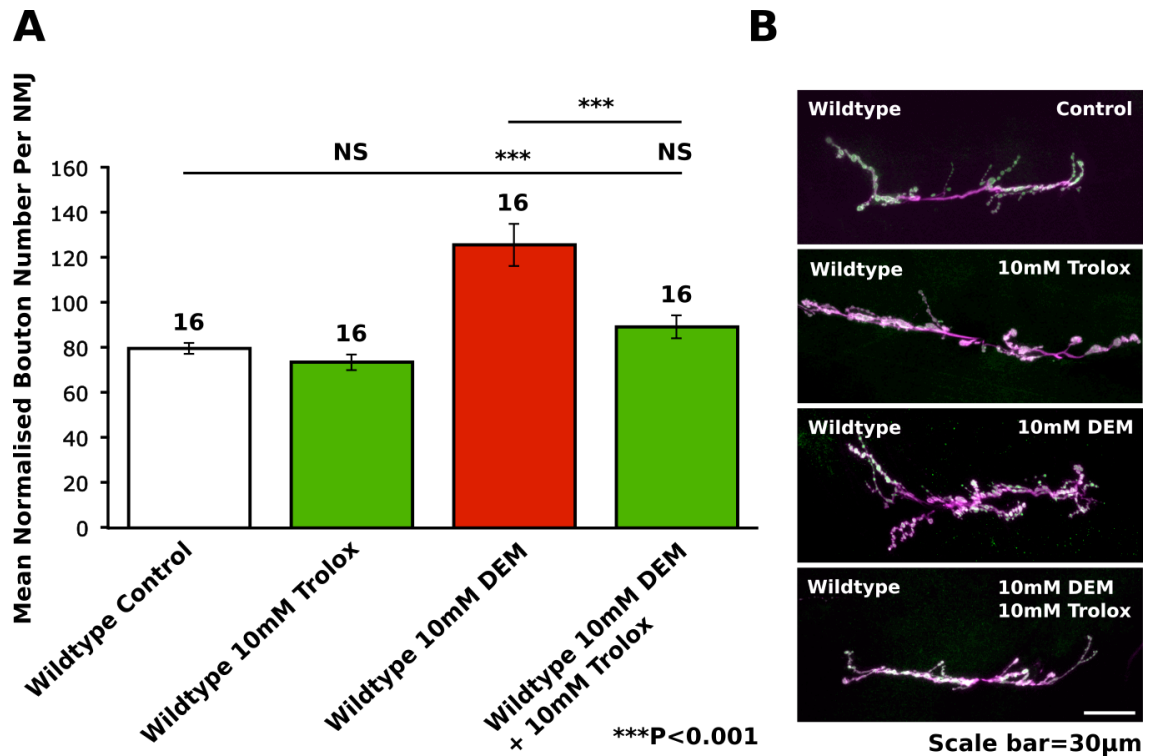 A
Mean Normalised Bouton Number Per NMJ
***
NS
***
NS
160
140
120
100
80
60
40
20
0
16
16
16
16
Wildtype Control
Wildtype 10mM Trolox
Wildtype 10mM DEM
Wildtype 10mM DEM
+ 10mM Trolox
***P<0.001
B
Wildtype Control
Wildtype 10mM Trolox
Wildtype 10mM DEM
Wildtype 10mM DEM
10mM Trolox
Scale bar=30μm